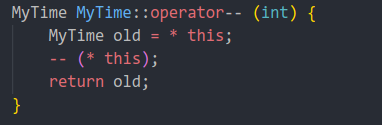 MyTime MyTime::operator-- (int) {
    MyTime old = * this;
    -- (* this);
    return old;
}